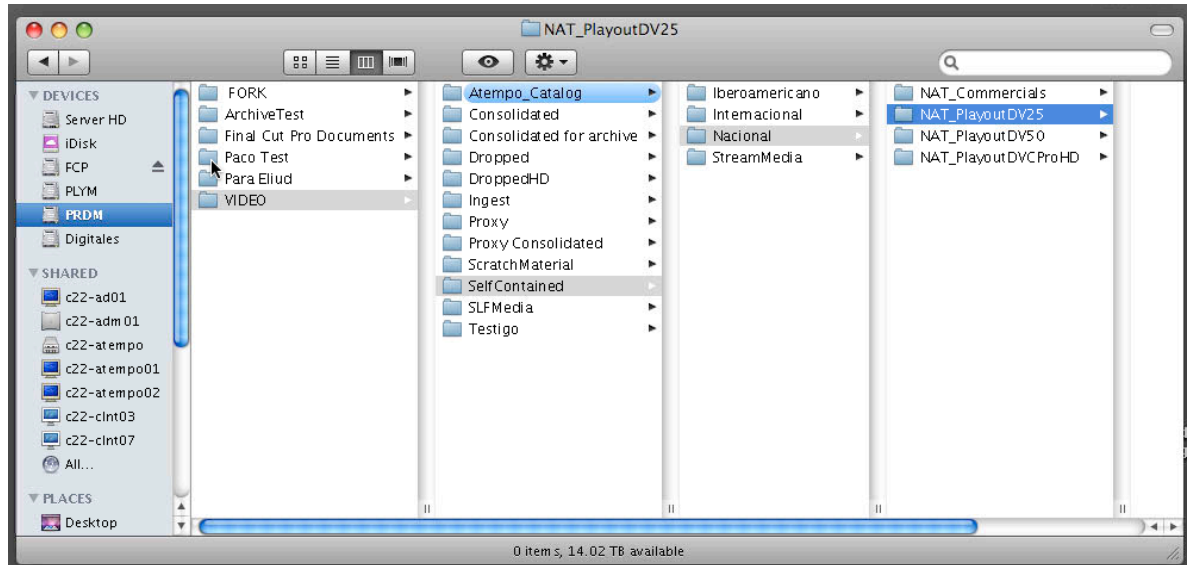 NAT_PlayoutDV25
DEVICES
Server HD
iDisk
FCP
PLYM
PRDM
Digitales
SHARED
c22-ad01
c22-adm01
c22-atempo
c22-atempo01
c22-atempo02
c22-clnt03
c22-clnt07
All...
PLACES
Desktop
FORK
ArchiveTest
Final Cut Pro Documents
Paco Test
Para Eliud
VIDEO
Atempo_Catalog
Consolidated
Consolidated for archive
Dropped
DroppedHD
Ingest
Proxy
Proxy Consolidated
ScratchMaterial
SelfContained
SLFMedia
Testigo
Iberoamericano
Internacional
Nacional
StreamMedia
NAT_Commercials
NAT_PlayoutDV25
NAT_PlayoutDV50
NAT_PlayoutDVCProHD
0 items, 14.02 TB available